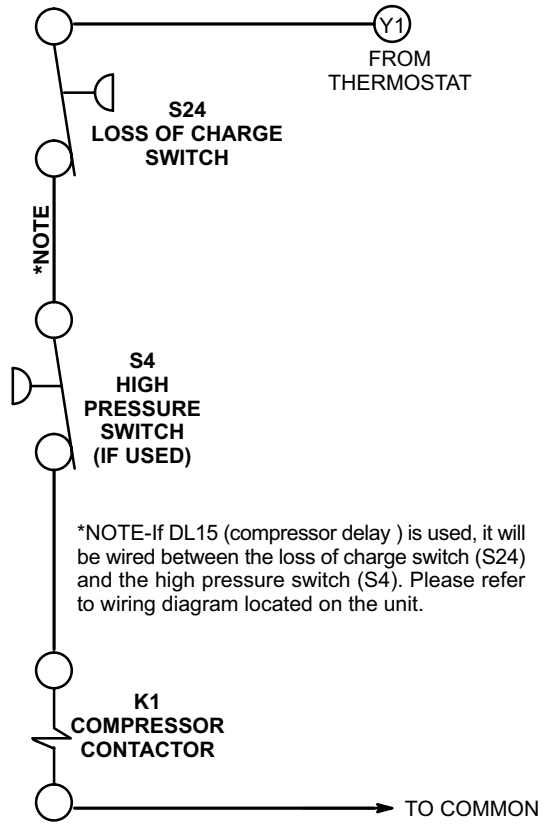 Y1
FROM
THERMOSTAT
S24
LOSS OF CHARGE
SWITCH
*NOTE
S4
HIGH
PRESSURE
SWITCH
(IF USED)
*NOTE-If DL15 (compressor delay ) is used, it will
be wired between the loss of charge switch (S24)
and the high pressure switch (S4). Please refer
to wiring diagram located on the unit.
K1
COMPRESSOR
CONTACTOR
TO COMMON